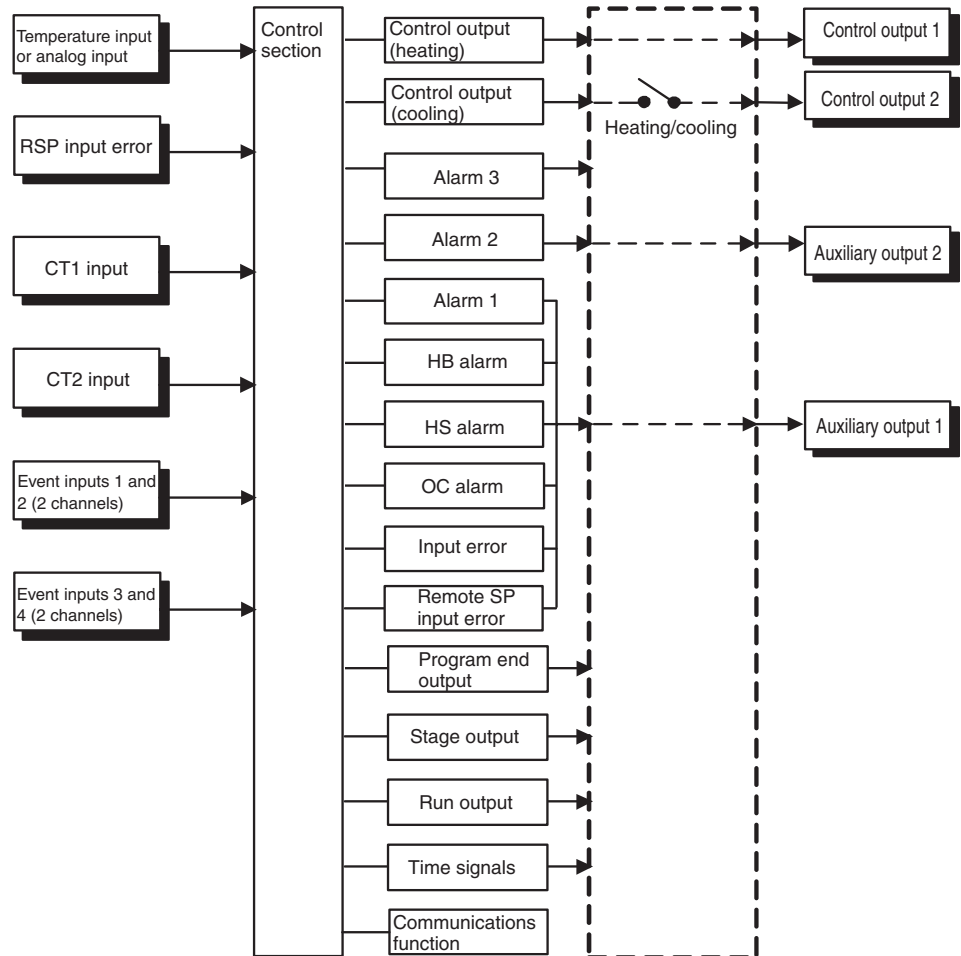 Temperature input
or analog input
RSP input error
CT1 input
CT2 input
Event inputs 1 and
2 (2 channels)
Event inputs 3 and
4 (2 channels)
Control
section
Control output
(heating)
Control output
(cooling)
Alarm 3
Alarm 2
Alarm 1
HB alarm
HS alarm
OC alarm
Input error
Remote SP
input error
Program end
output
Stage output
Run output
Time signals
Communications
function
Heating/cooling
Control output 1
Control output 2
Auxiliary output 2
Auxiliary output 1